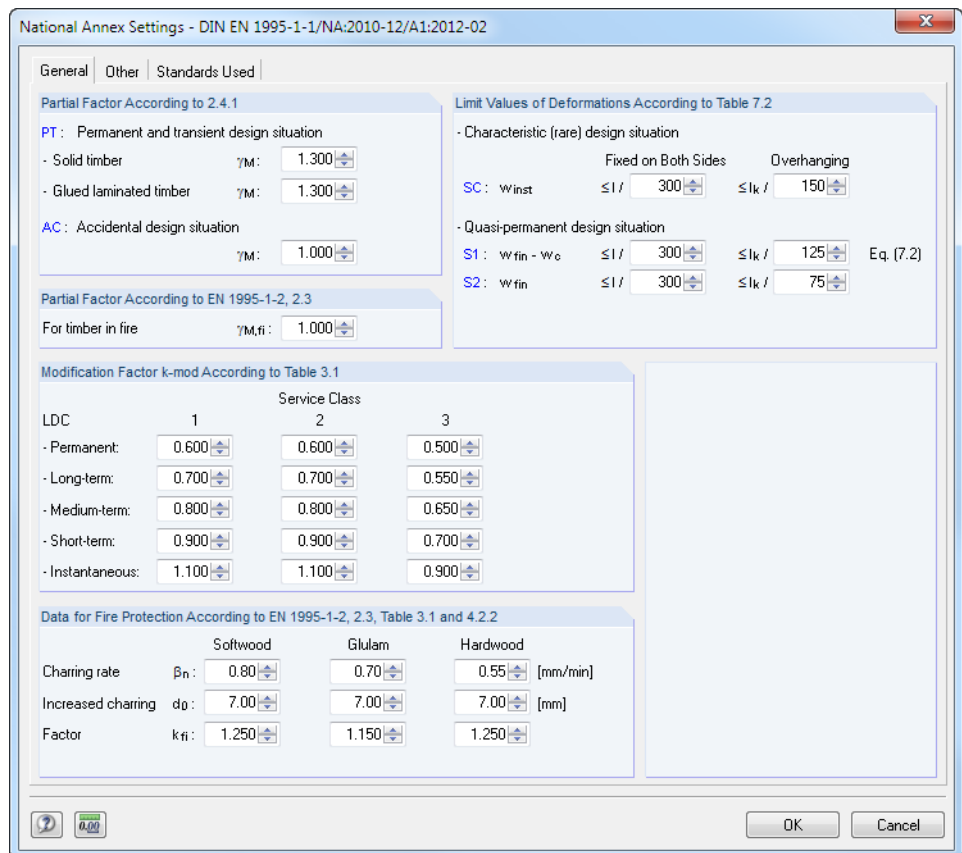 National Annex Settings - DIN EN 1995-1-1/NA:2010-12/A1:2012-02
General Other Standards Used
Partial Factor According to 2.4.1
PT : Permanent and transient design situation
- Solid timber γM : 1.300
- Glued laminated timber γM : 1.300
AC : Accidental design situation
γM : 1.000
Partial Factor According to EN 1995-1-2, 2.3
For timber in fire γM,fi : 1.000
Limit Values of Deformations According to Table 7.2
- Characteristic (rare) design situation
Fixed on Both Sides Overhanging
SC : winst ≤ l / 300 ≤ lk / 150
- Quasi-permanent design situation
S1 : wfin - wc ≤ l / 300 ≤ lk / 125 Eq. (7.2)
S2 : wfin ≤ l / 300 ≤ lk / 75
Modification Factor k-mod According to Table 3.1
Service Class
LDC 1 2 3
- Permanent: 0.600 0.600 0.500
- Long-term: 0.700 0.700 0.550
- Medium-term: 0.800 0.800 0.650
- Short-term: 0.900 0.900 0.700
- Instantaneous: 1.100 1.100 0.900
Data for Fire Protection According to EN 1995-1-2, 2.3, Table 3.1 and 4.2.2
Softwood Glulam Hardwood
Charring rate βn : 0.80 0.70 0.55 [mm/min]
Increased charring d0 : 7.00 7.00 7.00 [mm]
Factor kfi : 1.250 1.150 1.250
0.00
OK Cancel